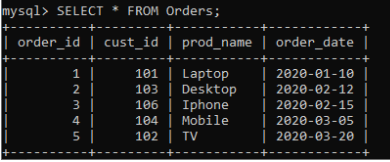 mysql> SELECT * FROM Orders;
+----------+---------+-----------+------------+
| order_id | cust_id | prod_name | order_date |
+----------+---------+-----------+------------+
|        1 |     101 | Laptop    | 2020-01-10 |
|        2 |     103 | Desktop   | 2020-02-12 |
|        3 |     106 | Iphone    | 2020-02-15 |
|        4 |     104 | Mobile    | 2020-03-05 |
|        5 |     102 | TV        | 2020-03-20 |
+----------+---------+-----------+------------+